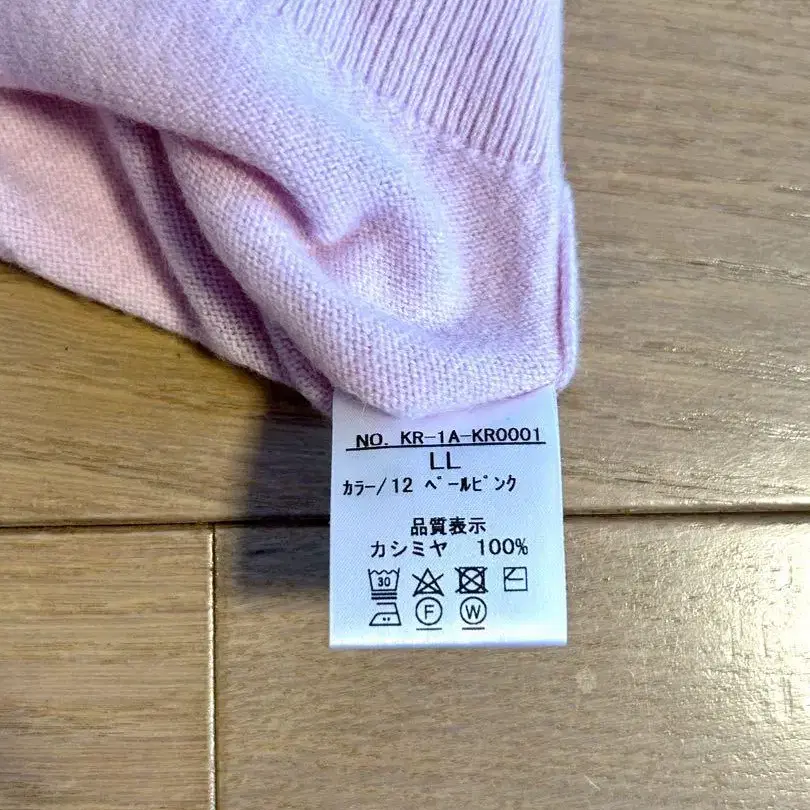 NO. KR-1A-KR0001
LL
カラー/12 ペールピンク
品質表示
カシミヤ 100%
30
F W